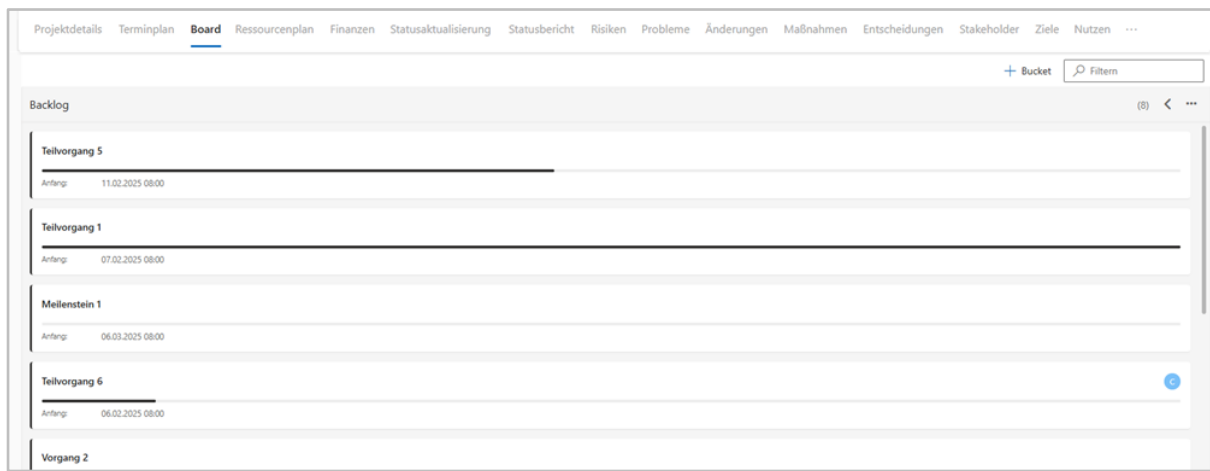 Projektdetails Terminplan Board Ressourcenplan Finanzen Statusaktualisierung Statusbericht Risiken Probleme Änderungen Maßnahmen Entscheidungen Stakeholder Ziele Nutzen ...
+ Bucket Filtern
Backlog (8)
Teilvorgang 5
Anfang: 11.02.2025 08:00
Teilvorgang 1
Anfang: 07.02.2025 08:00
Meilenstein 1
Anfang: 06.03.2025 08:00
Teilvorgang 6 C
Anfang: 06.02.2025 08:00
Vorgang 2